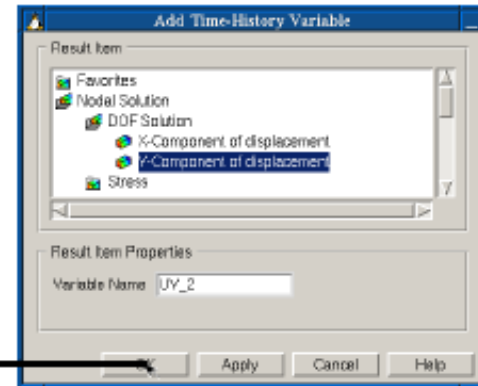 Add Time-History Variable
Result Item
Favorites
Nodal Solution
DOF Solution
X-Component of displacement
Y-Component of displacement
Stress
Result Item Properties
Variable Name UY_2
OK Apply Cancel Help